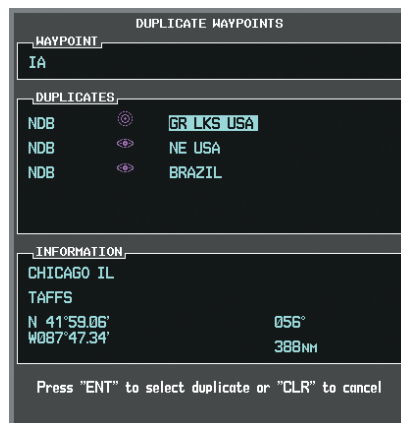 DUPLICATE WAYPOINTS
WAYPOINT
IA
DUPLICATES
NDB GR LKS USA
NDB NE USA
NDB BRAZIL
INFORMATION
CHICAGO IL
TAFFS
N 41°59.06' 056°
W087°47.34'
388NM
Press "ENT" to select duplicate or "CLR" to cancel